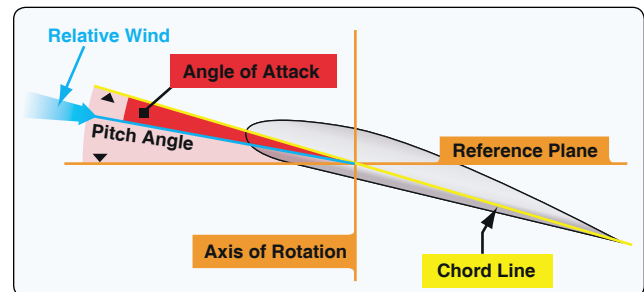 Relative Wind
Angle of Attack
Pitch Angle
Reference Plane
Axis of Rotation
Chord Line